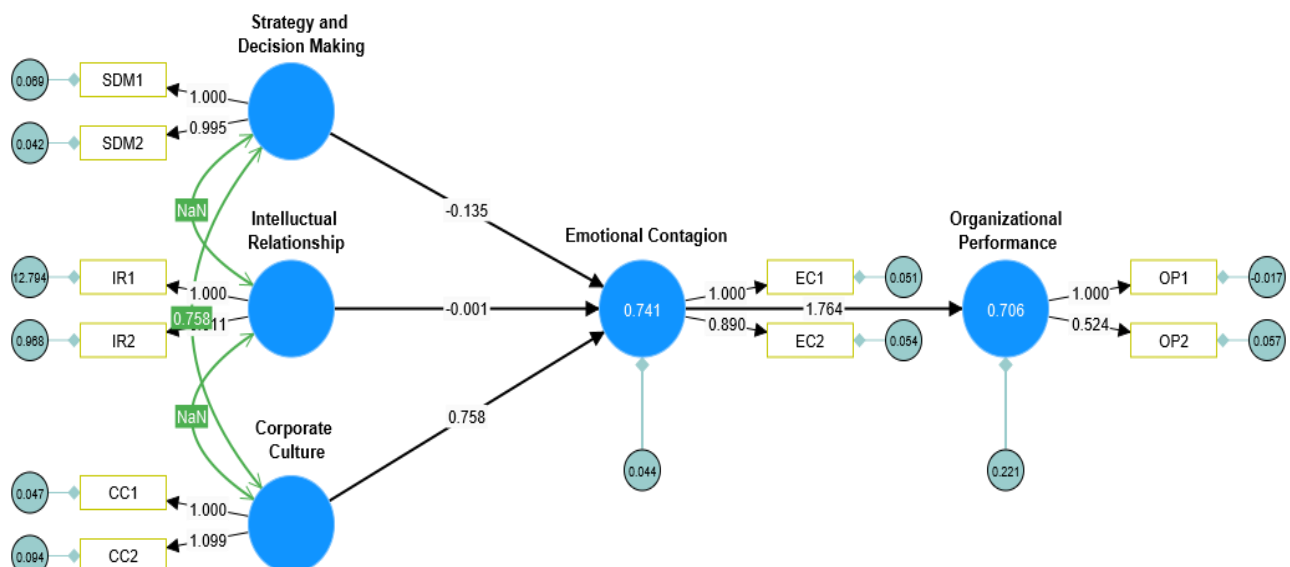 Strategy and
Decision Making
0.069
SDM1
1.000
0.995
0.042
SDM2
NaN
-0.135
Intelluctual
Relationship
Emotional Contagion
Organizational
Performance
12.794
IR1
1.000
0.758
0.968
IR2
-0.001
0.741
1.000
EC1
0.051
1.764
0.890
EC2
0.054
0.706
1.000
OP1
-0.017
0.524
OP2
0.057
NaN
0.758
Corporate
Culture
0.044
0.221
0.047
CC1
1.000
1.099
0.094
CC2